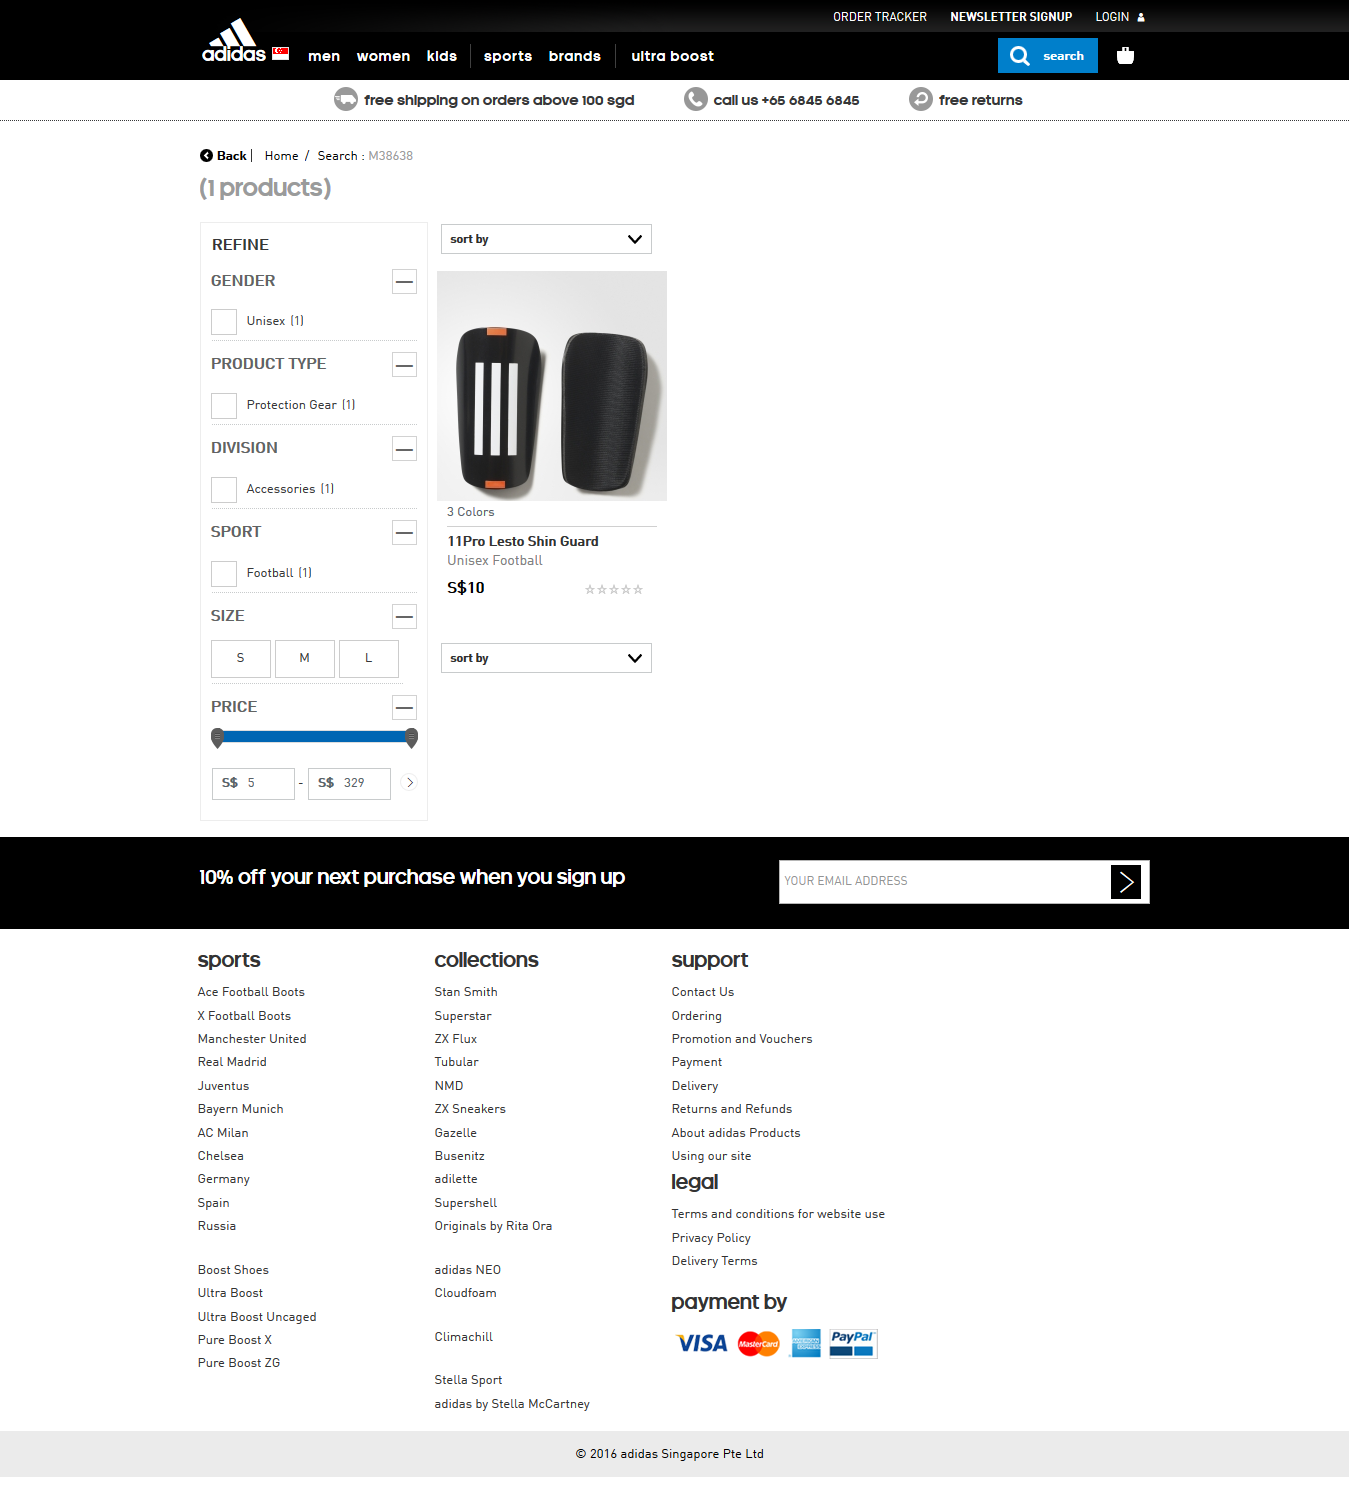 ORDER TRACKER NEWSLETTER SIGNUP LOGIN
adidas men women kids sports brands ultra boost search
free shipping on orders above 100 sgd call us +65 6845 6845 free returns
Back | Home / Search : M38638
(1 products)
REFINE
GENDER
Unisex (1)
PRODUCT TYPE
Protection Gear (1)
DIVISION
Accessories (1)
SPORT
Football (1)
SIZE
S M L
PRICE
S$ 5 - S$ 329
sort by
3 Colors
11Pro Lesto Shin Guard
Unisex Football
S$10
sort by
10% off your next purchase when you sign up
YOUR EMAIL ADDRESS
sports
Ace Football Boots
X Football Boots
Manchester United
Real Madrid
Juventus
Bayern Munich
AC Milan
Chelsea
Germany
Spain
Russia
Boost Shoes
Ultra Boost
Ultra Boost Uncaged
Pure Boost X
Pure Boost ZG
collections
Stan Smith
Superstar
ZX Flux
Tubular
NMD
ZX Sneakers
Gazelle
Busenitz
adilette
Supershell
Originals by Rita Ora
adidas NEO
Cloudfoam
Climachill
Stella Sport
adidas by Stella McCartney
support
Contact Us
Ordering
Promotion and Vouchers
Payment
Delivery
Returns and Refunds
About adidas Products
Using our site
legal
Terms and conditions for website use
Privacy Policy
Delivery Terms
payment by
VISA MasterCard AMERICAN EXPRESS PayPal
© 2016 adidas Singapore Pte Ltd